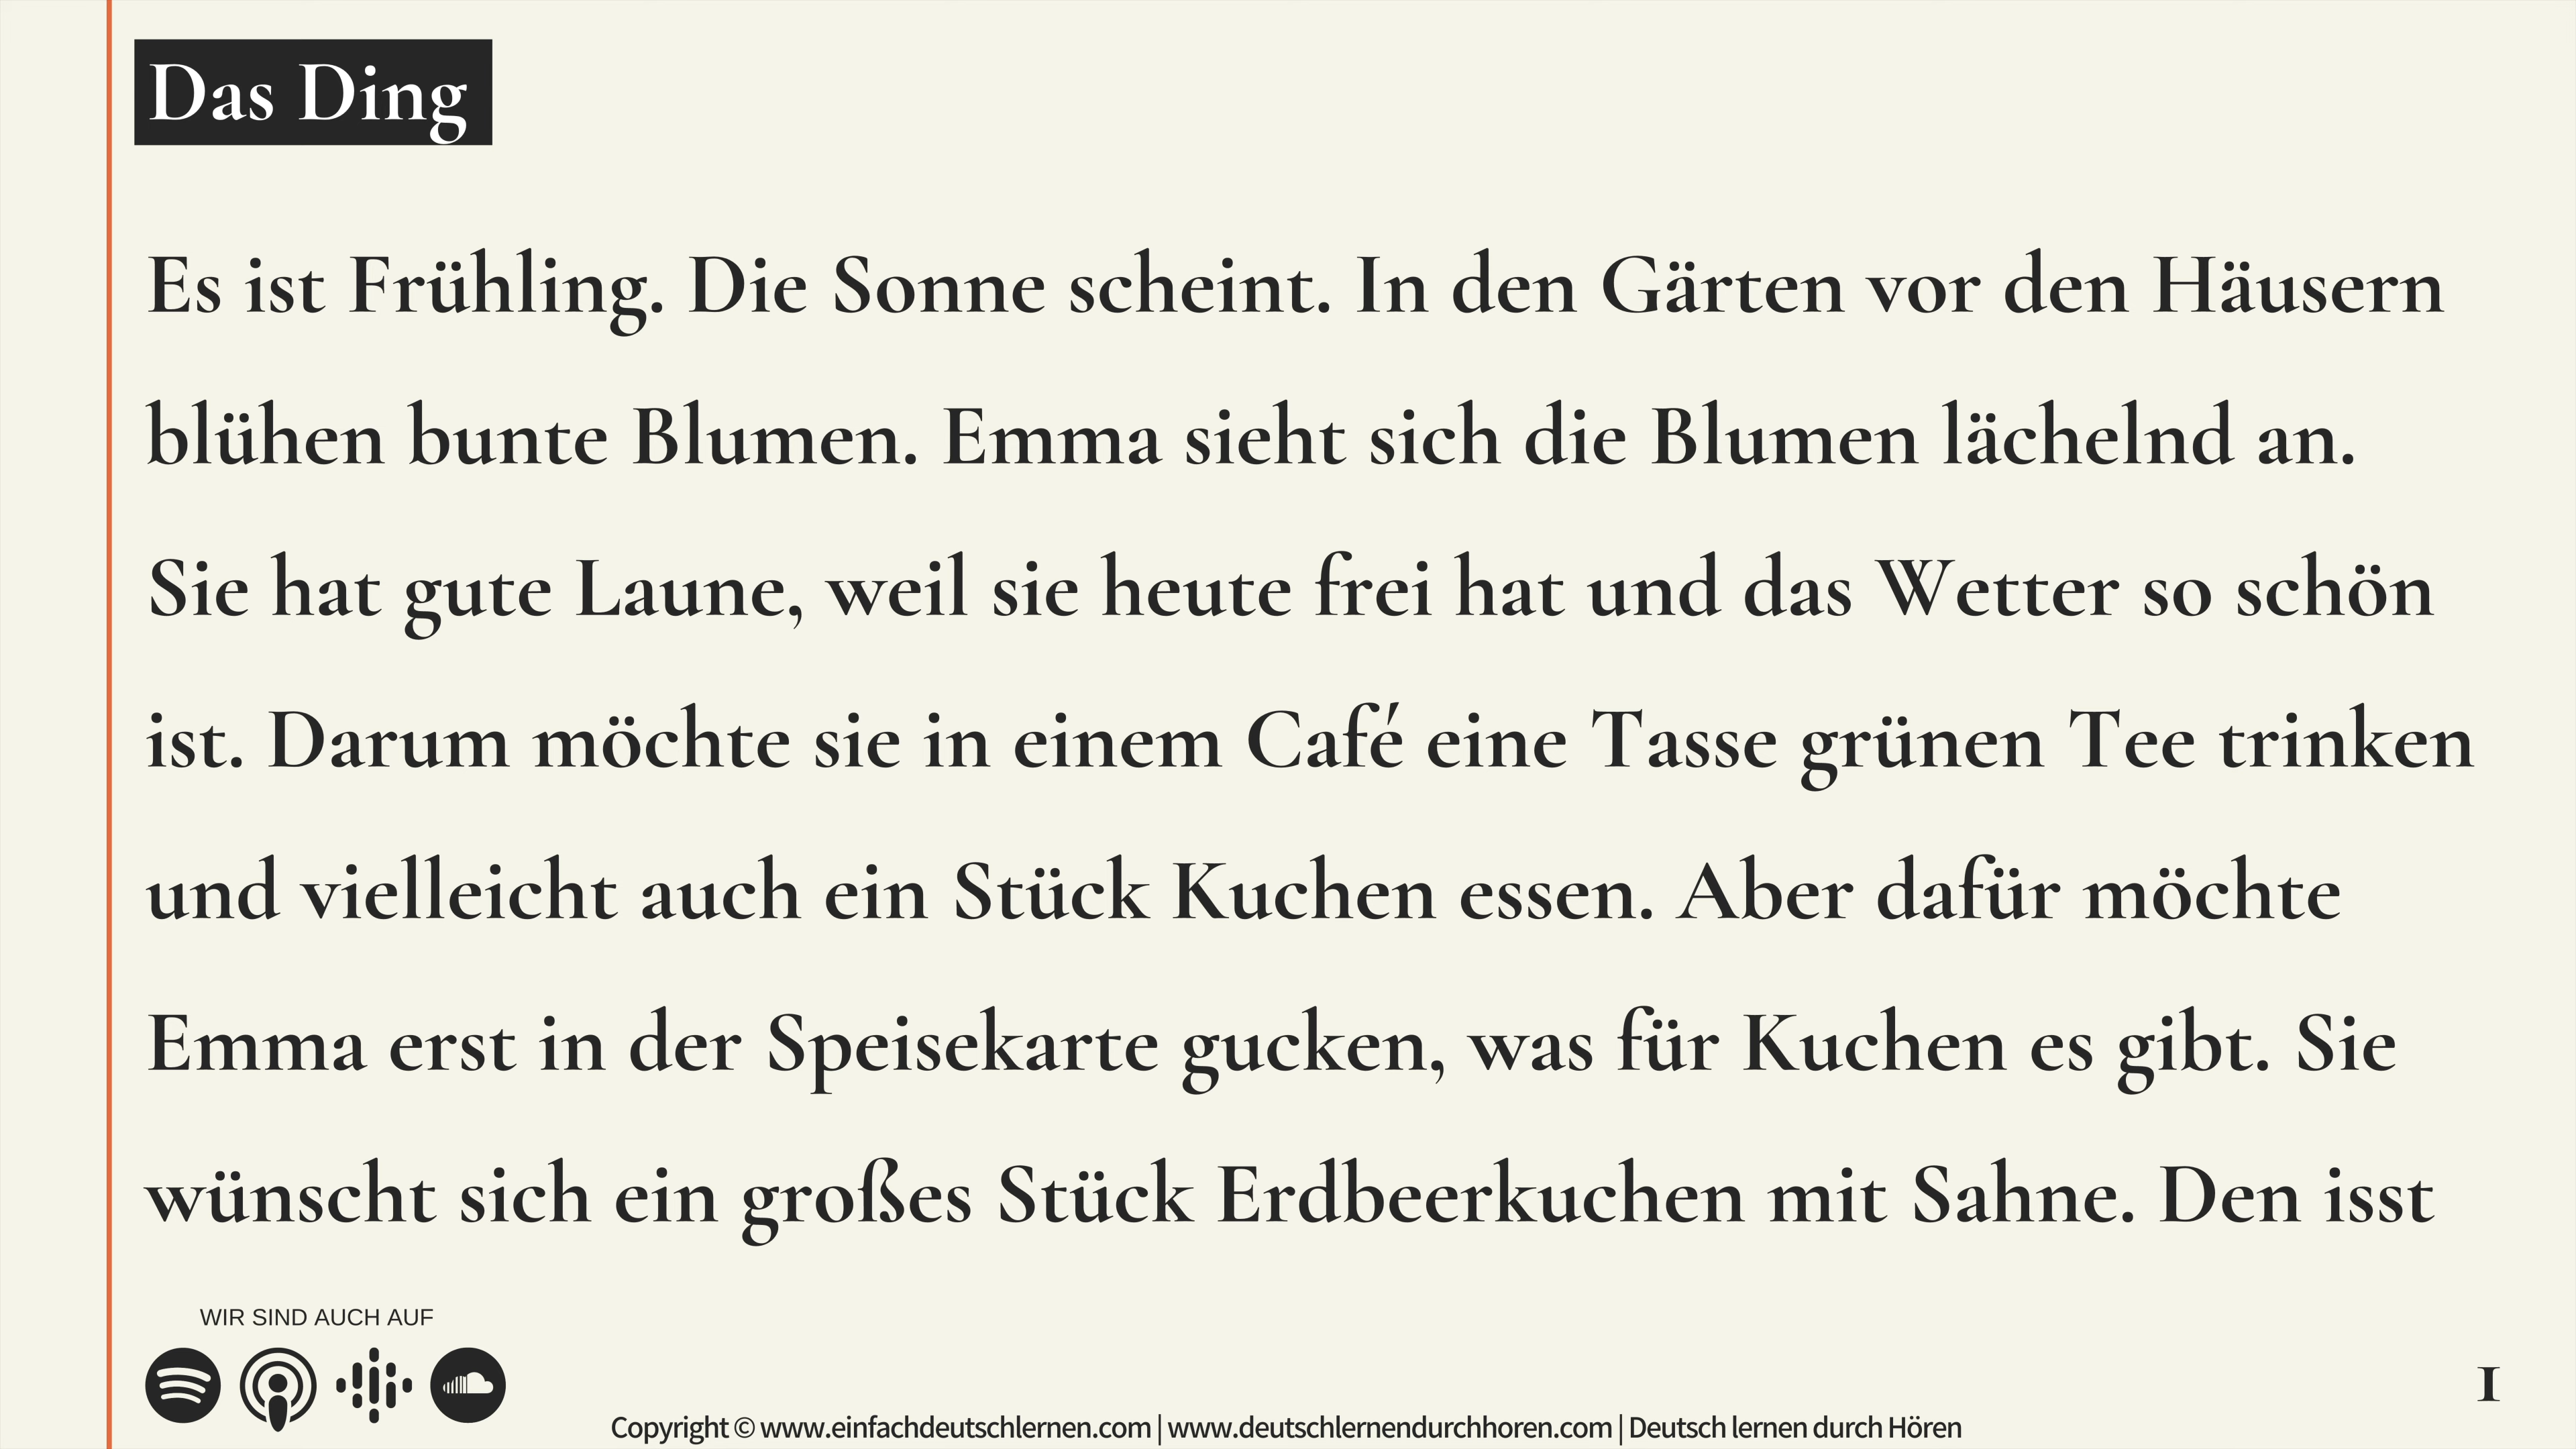 Das Ding
Es ist Frühling. Die Sonne scheint. In den Gärten vor den Häusern
blühen bunte Blumen. Emma sieht sich die Blumen lächelnd an.
Sie hat gute Laune, weil sie heute frei hat und das Wetter so schön
ist. Darum möchte sie in einem Café eine Tasse grünen Tee trinken
und vielleicht auch ein Stück Kuchen essen. Aber dafür möchte
Emma erst in der Speisekarte gucken, was für Kuchen es gibt. Sie
wünscht sich ein großes Stück Erdbeerkuchen mit Sahne. Den isst
WIR SIND AUCH AUF
1
Copyright © www.einfachdeutschlernen.com | www.deutschlernendurchhoren.com | Deutsch lernen durch Hören